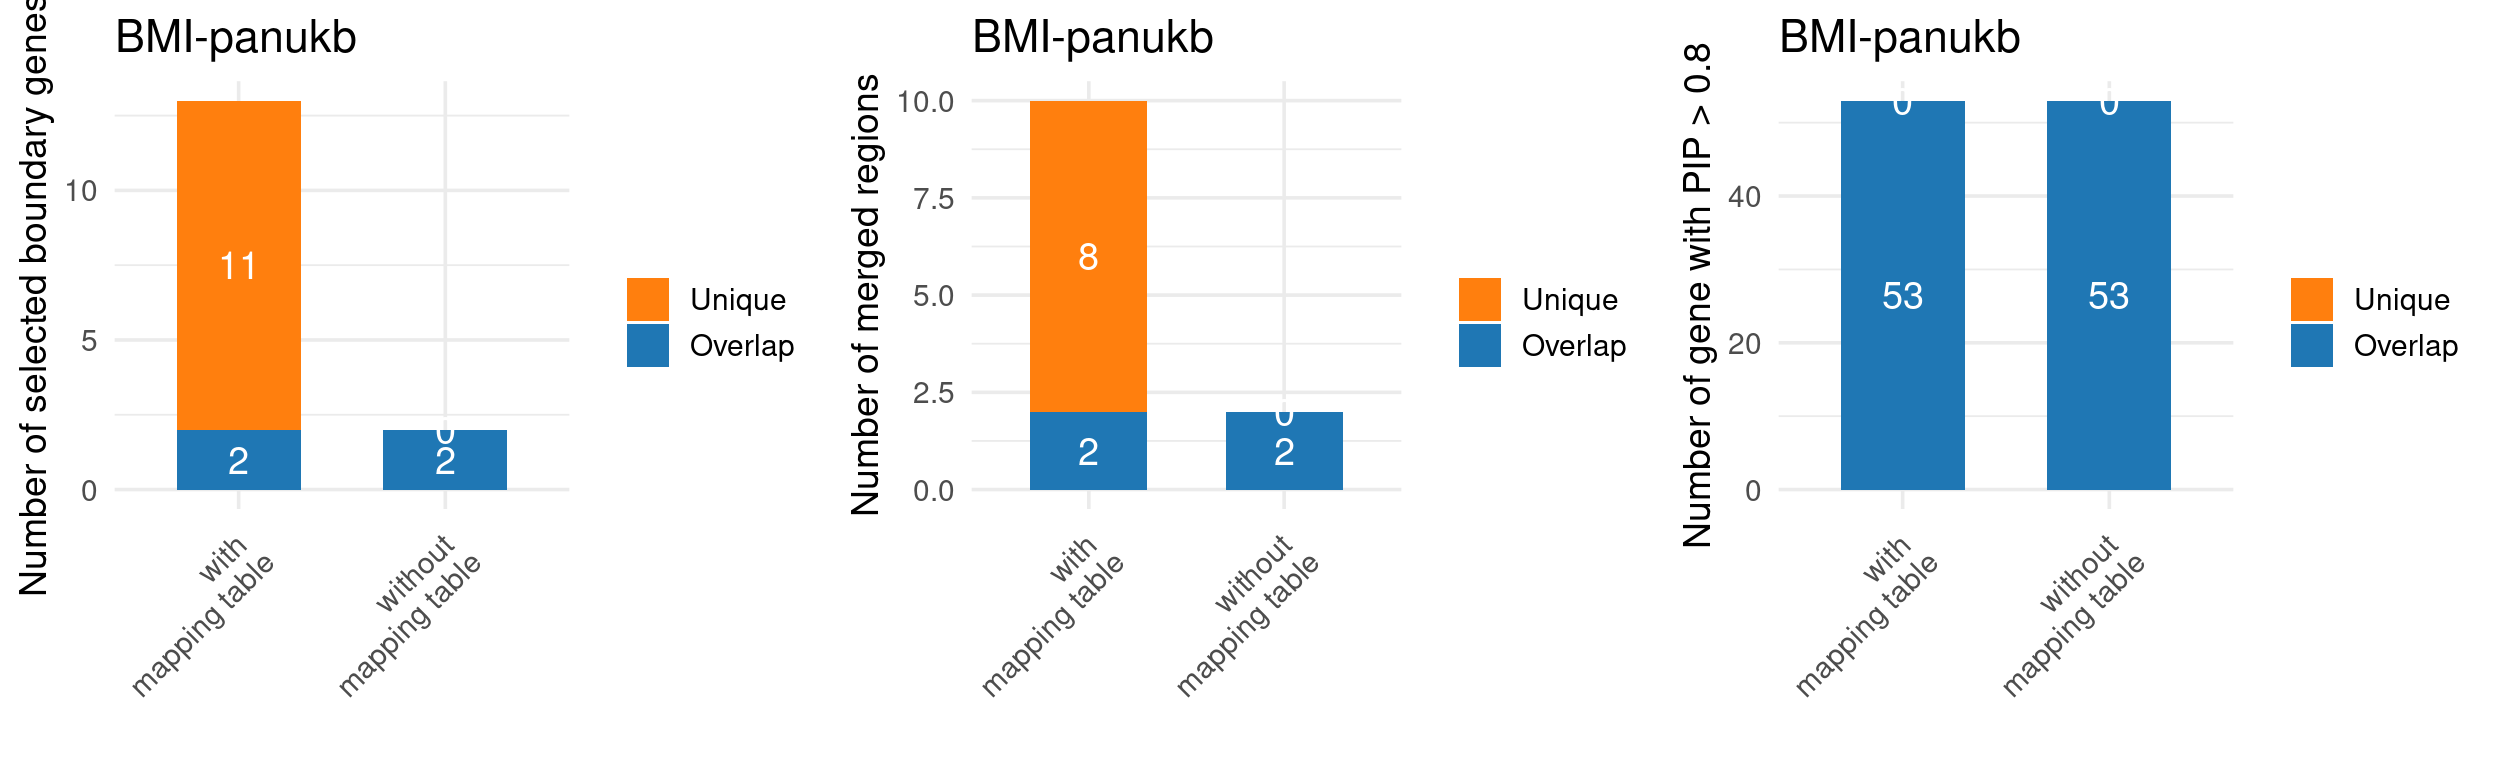 BMI-panukb
Number of selected boundary genes
10
5
0
11
2
0
2
with
mapping table
without
mapping table
Unique
Overlap
BMI-panukb
Number of merged regions
10.0
7.5
5.0
2.5
0.0
8
2
0
2
with
mapping table
without
mapping table
Unique
Overlap
BMI-panukb
Number of gene with PIP > 0.8
40
20
0
0
53
0
53
with
mapping table
without
mapping table
Unique
Overlap